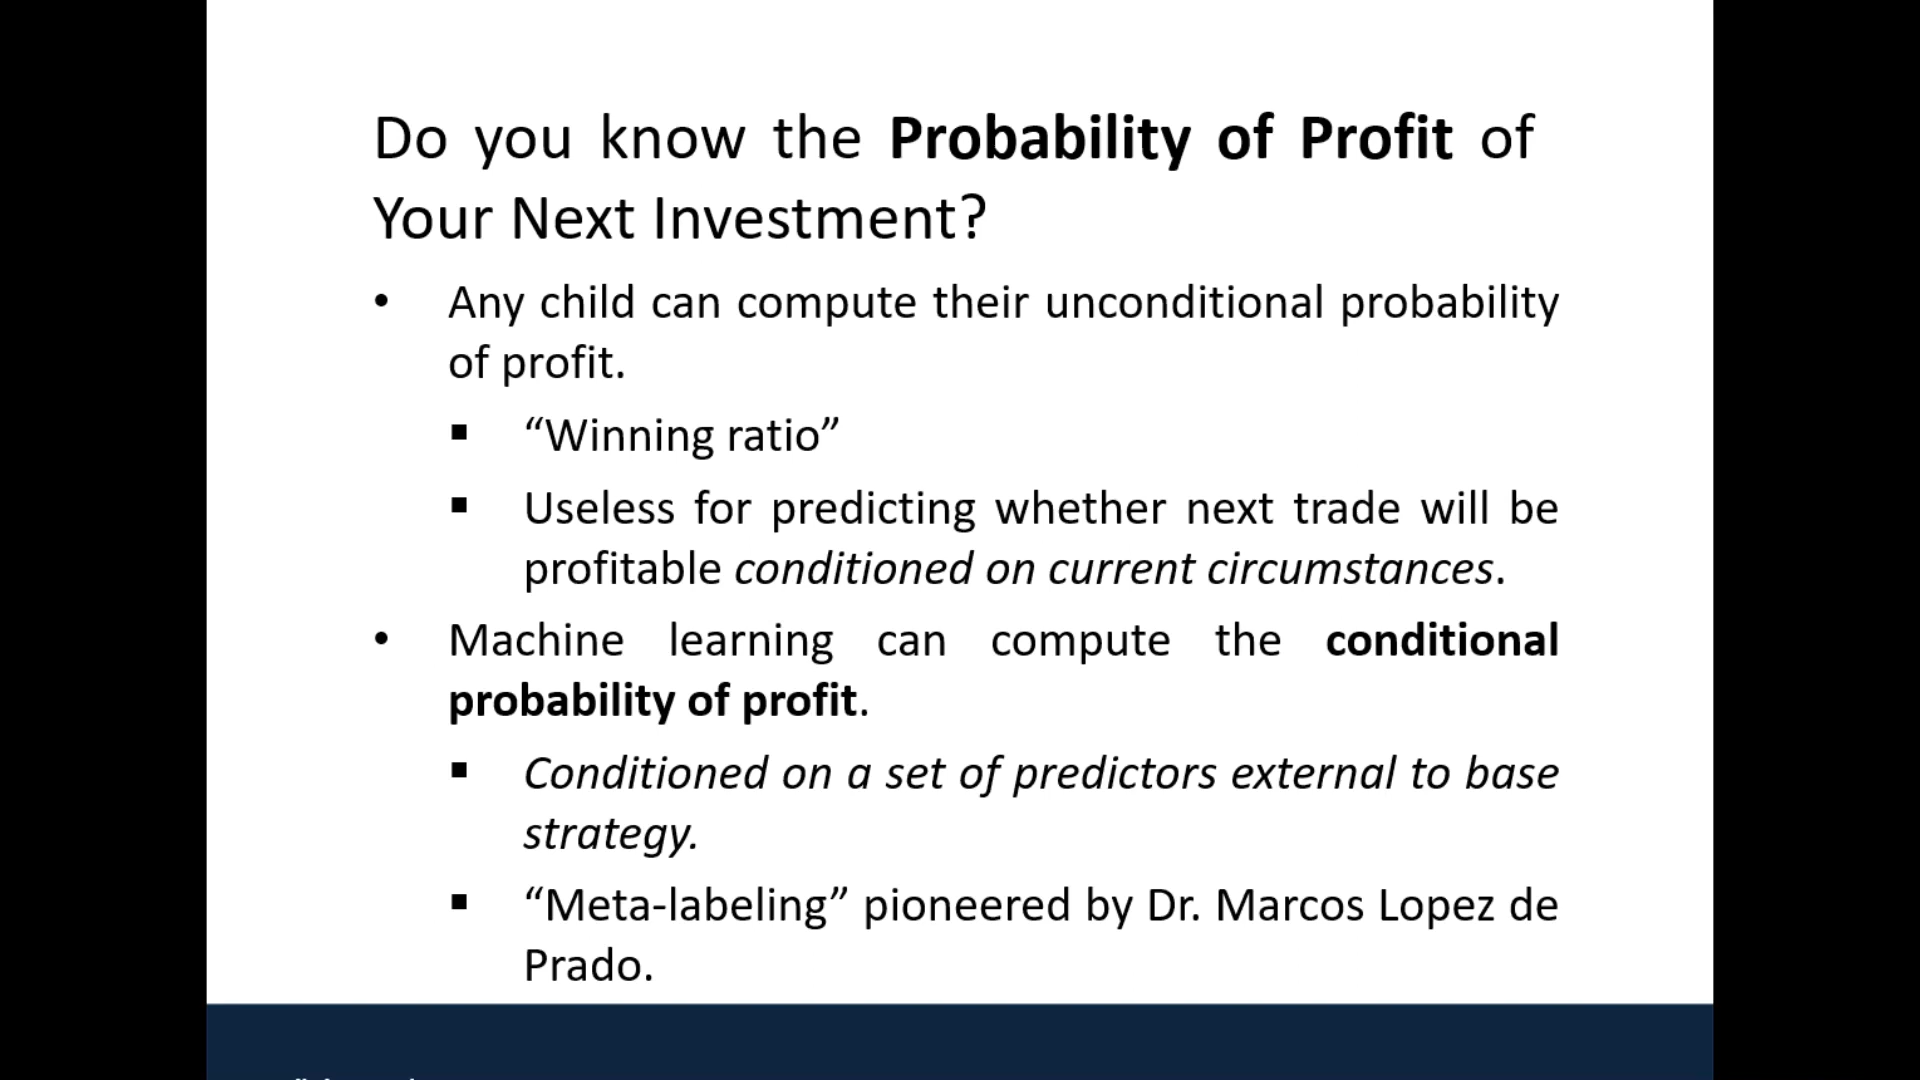 Do you know the Probability of Profit of
Your Next Investment?
• Any child can compute their unconditional probability
of profit.
▪ “Winning ratio”
▪ Useless for predicting whether next trade will be
profitable conditioned on current circumstances.
• Machine learning can compute the conditional
probability of profit.
▪ Conditioned on a set of predictors external to base
strategy.
▪ “Meta-labeling” pioneered by Dr. Marcos Lopez de
Prado.